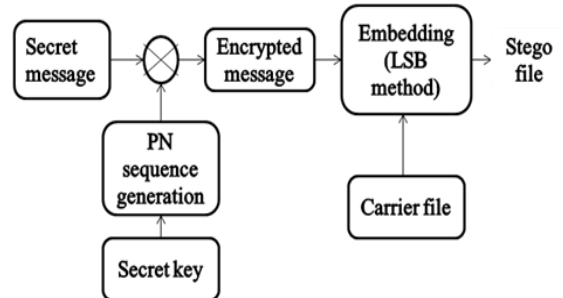 Secret
message
Encrypted
message
Embedding
(LSB
method)
Stego
file
PN
sequence
generation
Carrier file
Secret key